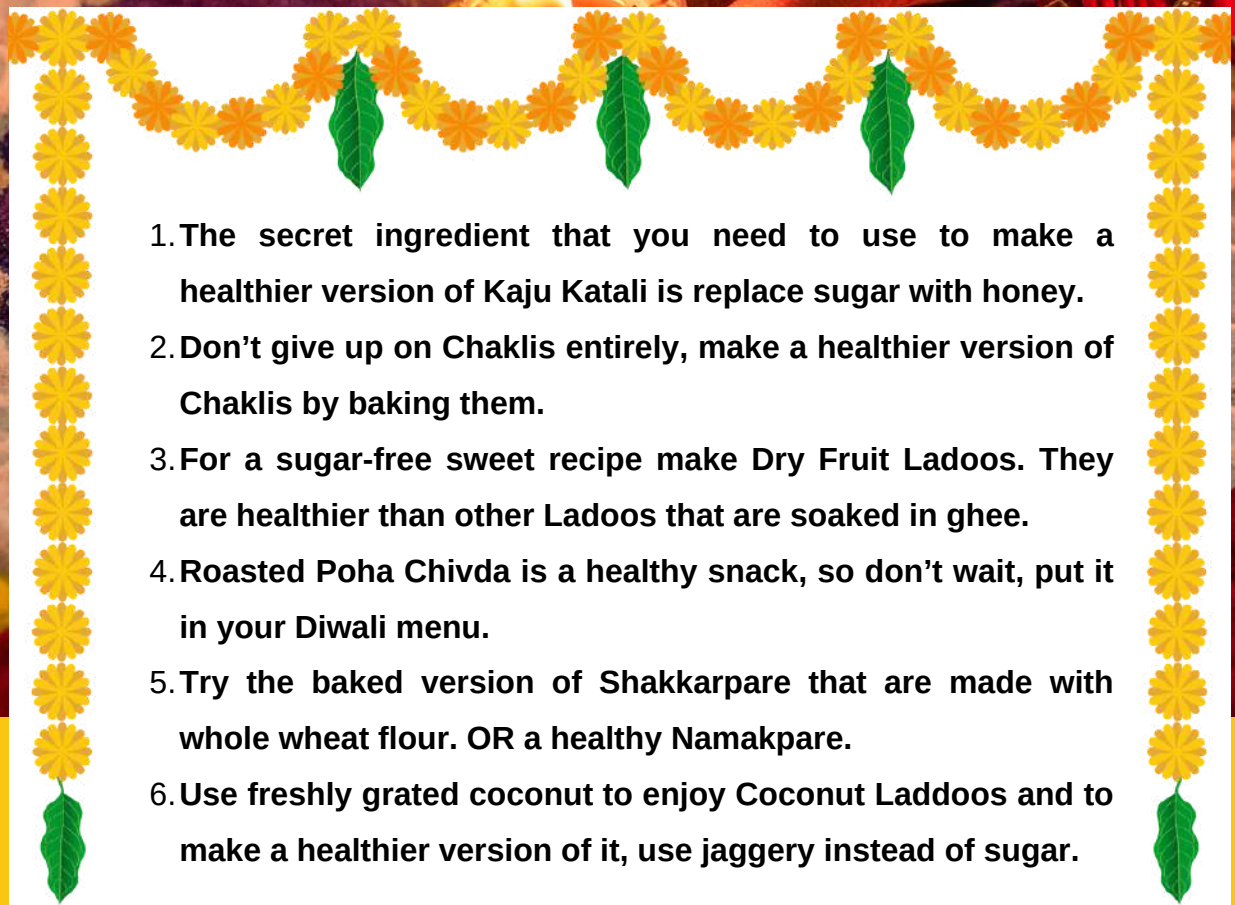 1. The secret ingredient that you need to use to make a
healthier version of Kaju Katali is replace sugar with honey.
2. Don’t give up on Chaklis entirely, make a healthier version of
Chaklis by baking them.
3. For a sugar-free sweet recipe make Dry Fruit Ladoos. They
are healthier than other Ladoos that are soaked in ghee.
4. Roasted Poha Chivda is a healthy snack, so don’t wait, put it
in your Diwali menu.
5. Try the baked version of Shakkarpare that are made with
whole wheat flour. OR a healthy Namakpare.
6. Use freshly grated coconut to enjoy Coconut Laddoos and to
make a healthier version of it, use jaggery instead of sugar.